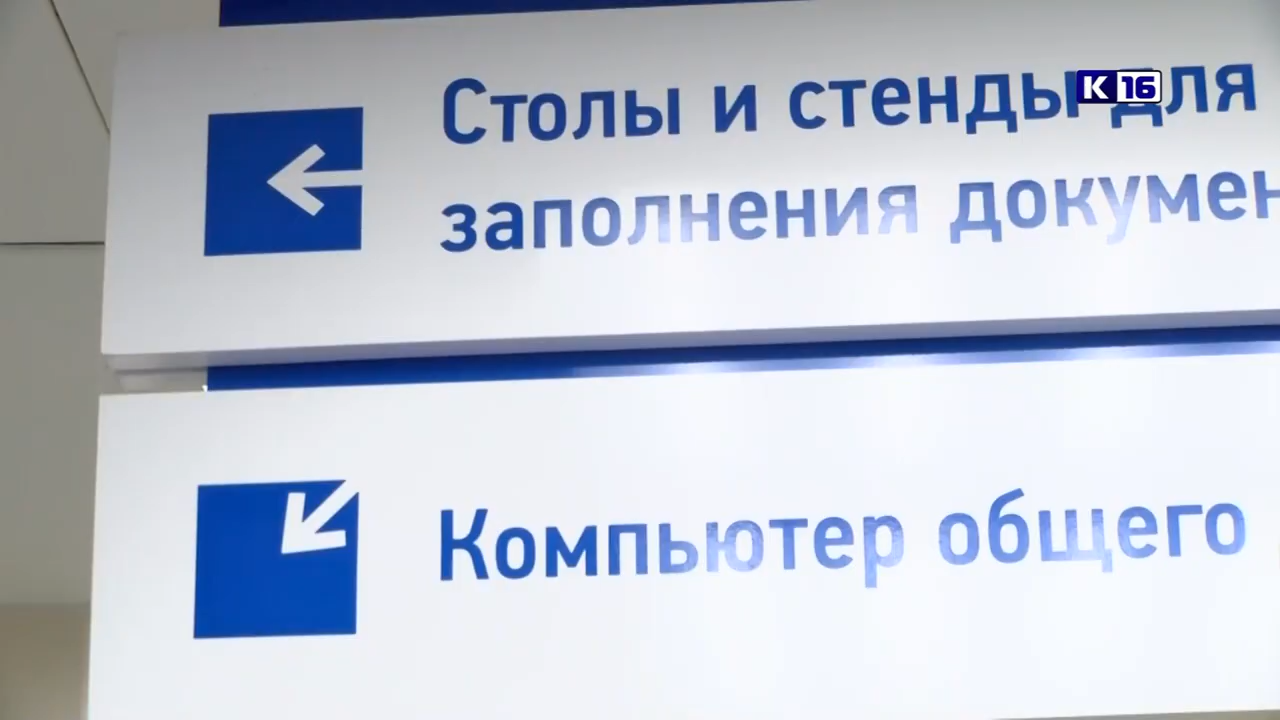 К 16
Столы и стенды для
заполнения докумен
Компьютер общего